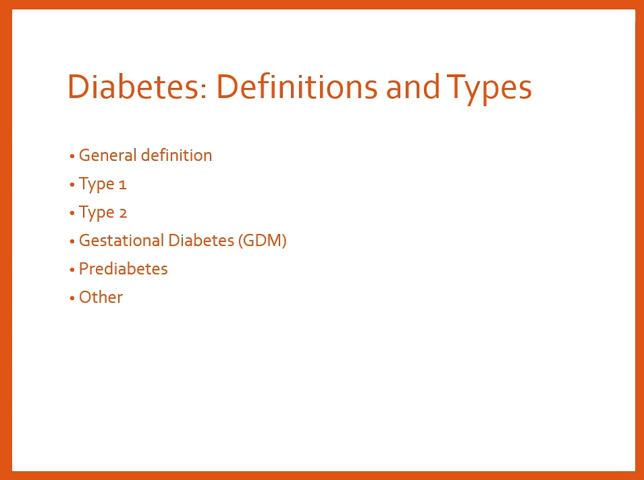 Diabetes: Definitions and Types
• General definition
• Type 1
• Type 2
• Gestational Diabetes (GDM)
• Prediabetes
• Other